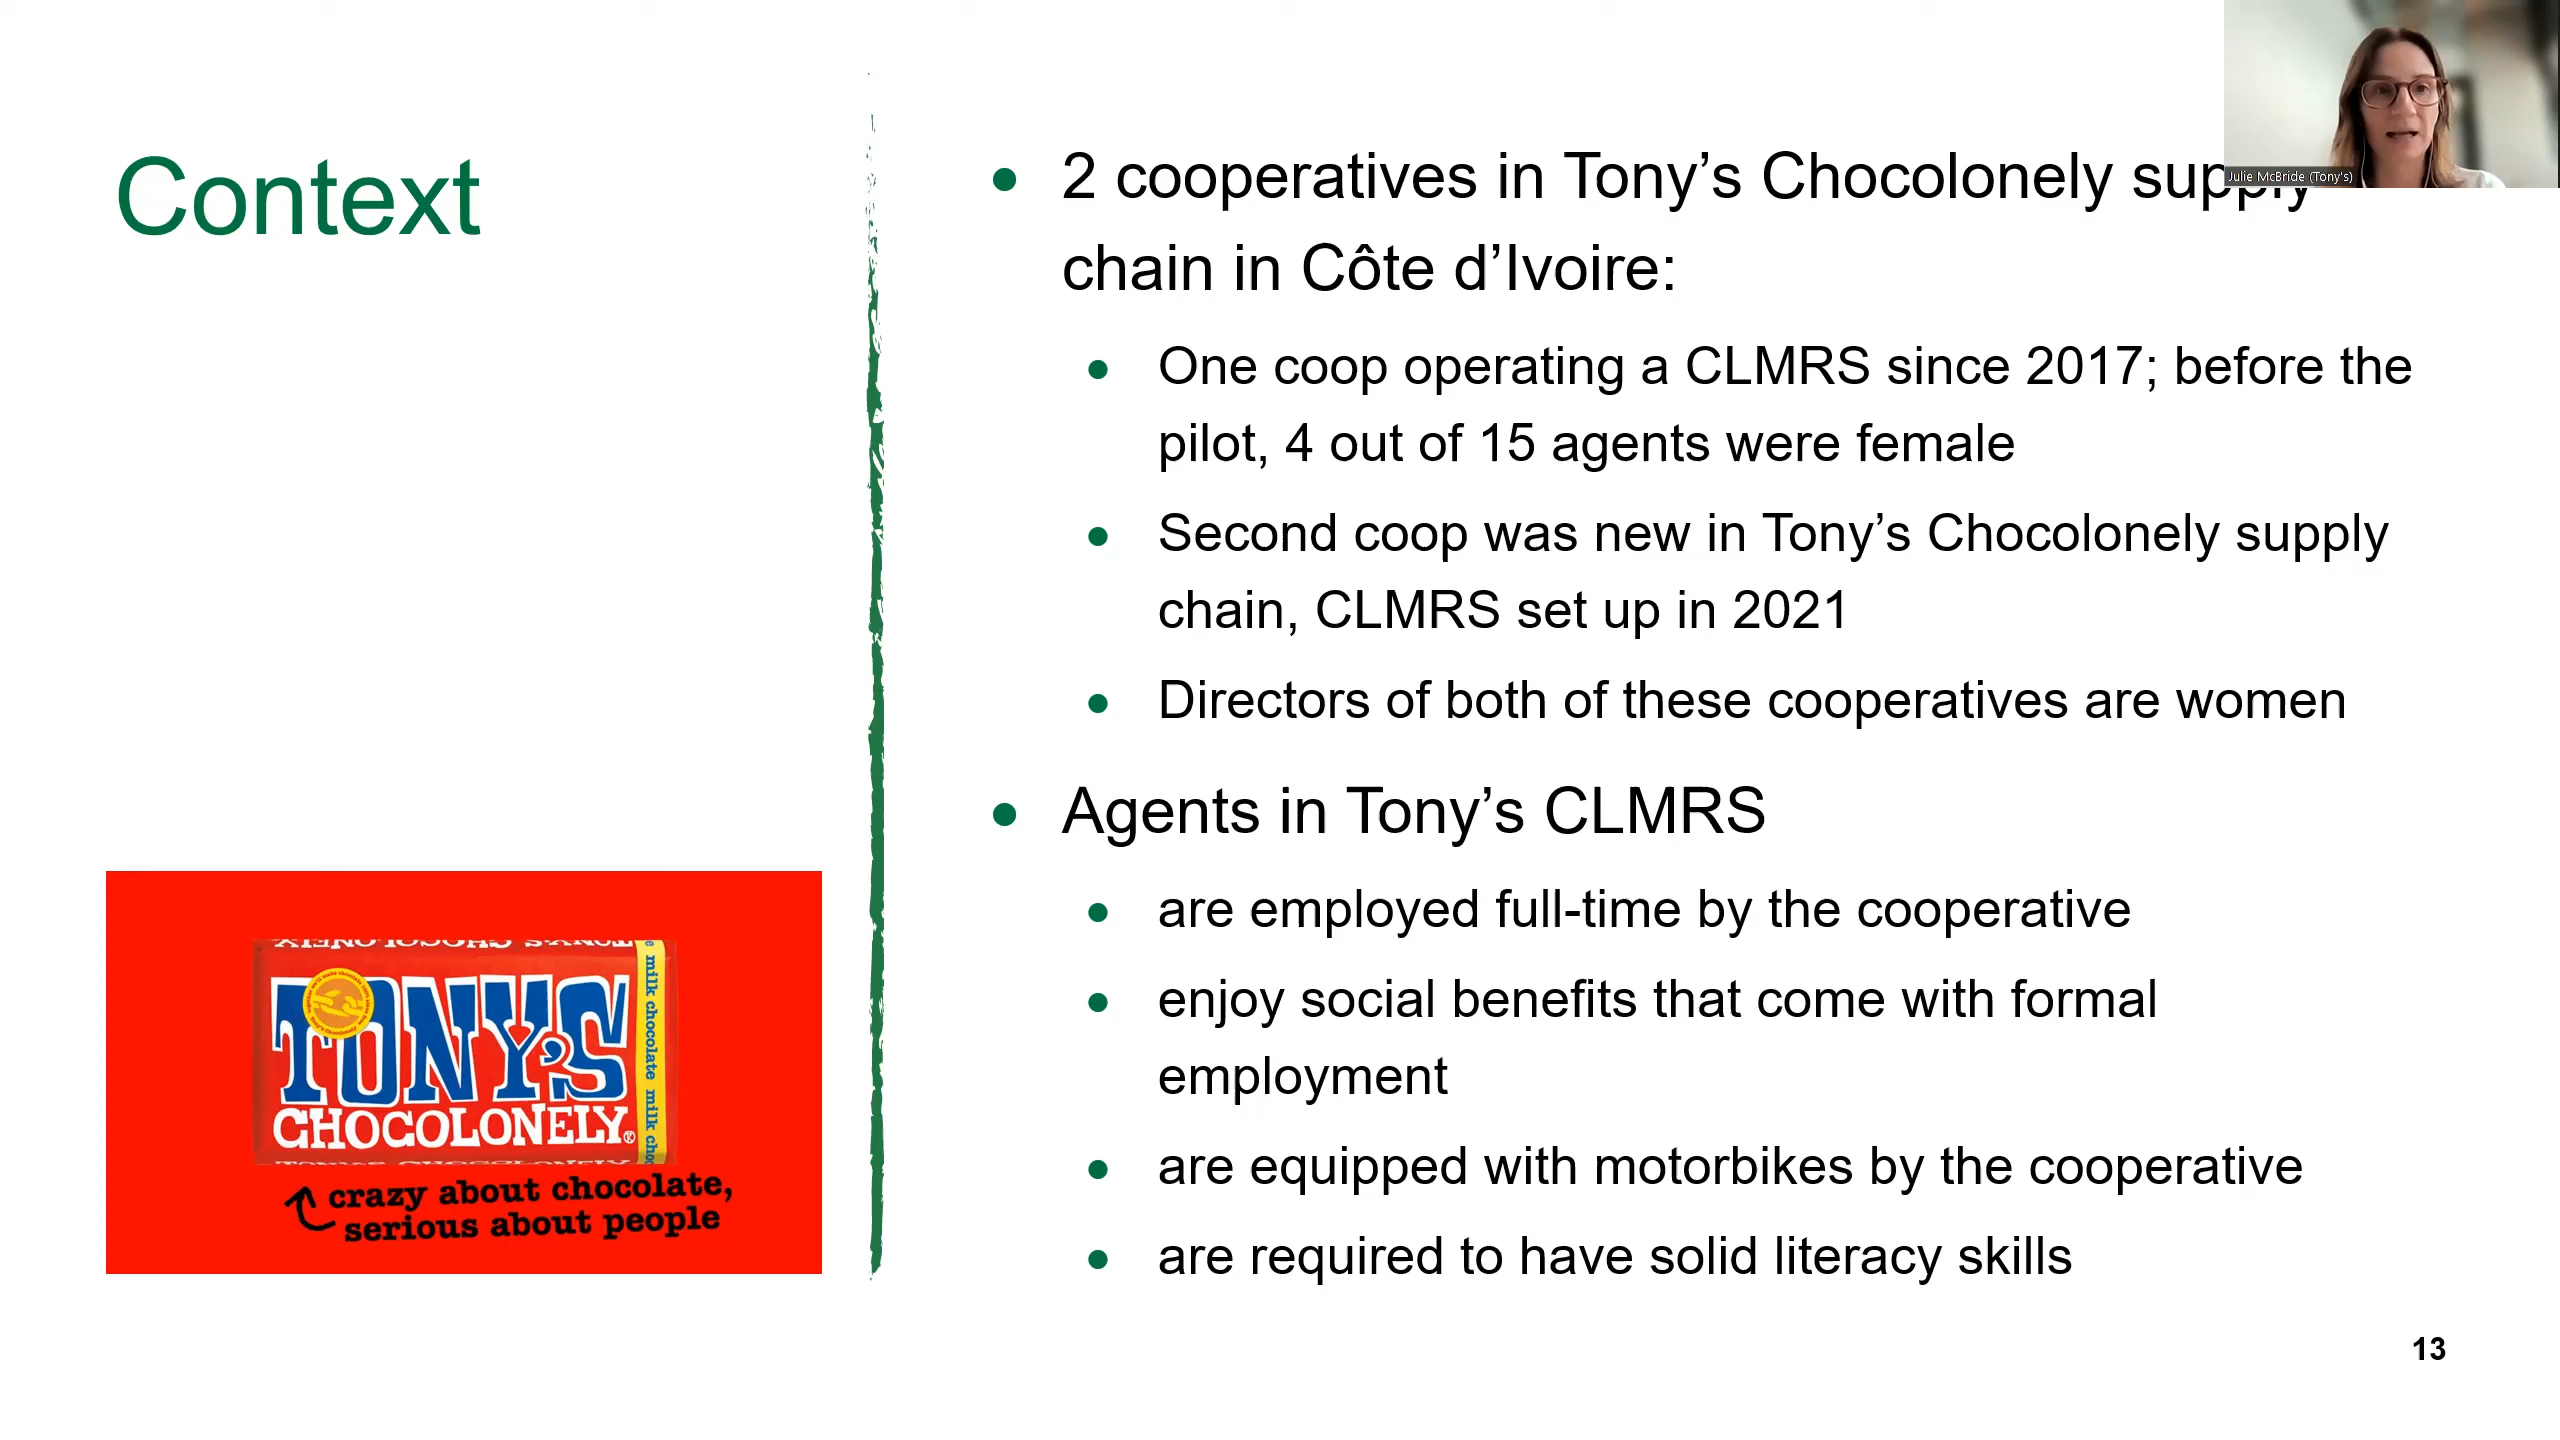 Context
2 cooperatives in Tony’s Chocolonely supply
chain in Côte d’Ivoire:
One coop operating a CLMRS since 2017; before the
pilot, 4 out of 15 agents were female
Second coop was new in Tony’s Chocolonely supply
chain, CLMRS set up in 2021
Directors of both of these cooperatives are women
Agents in Tony’s CLMRS
are employed full-time by the cooperative
enjoy social benefits that come with formal
employment
are equipped with motorbikes by the cooperative
are required to have solid literacy skills
Julie McBride (Tony's)
TONY'S
CHOCOLONELY®
milk chocolate milk choc
crazy about chocolate,
serious about people
13